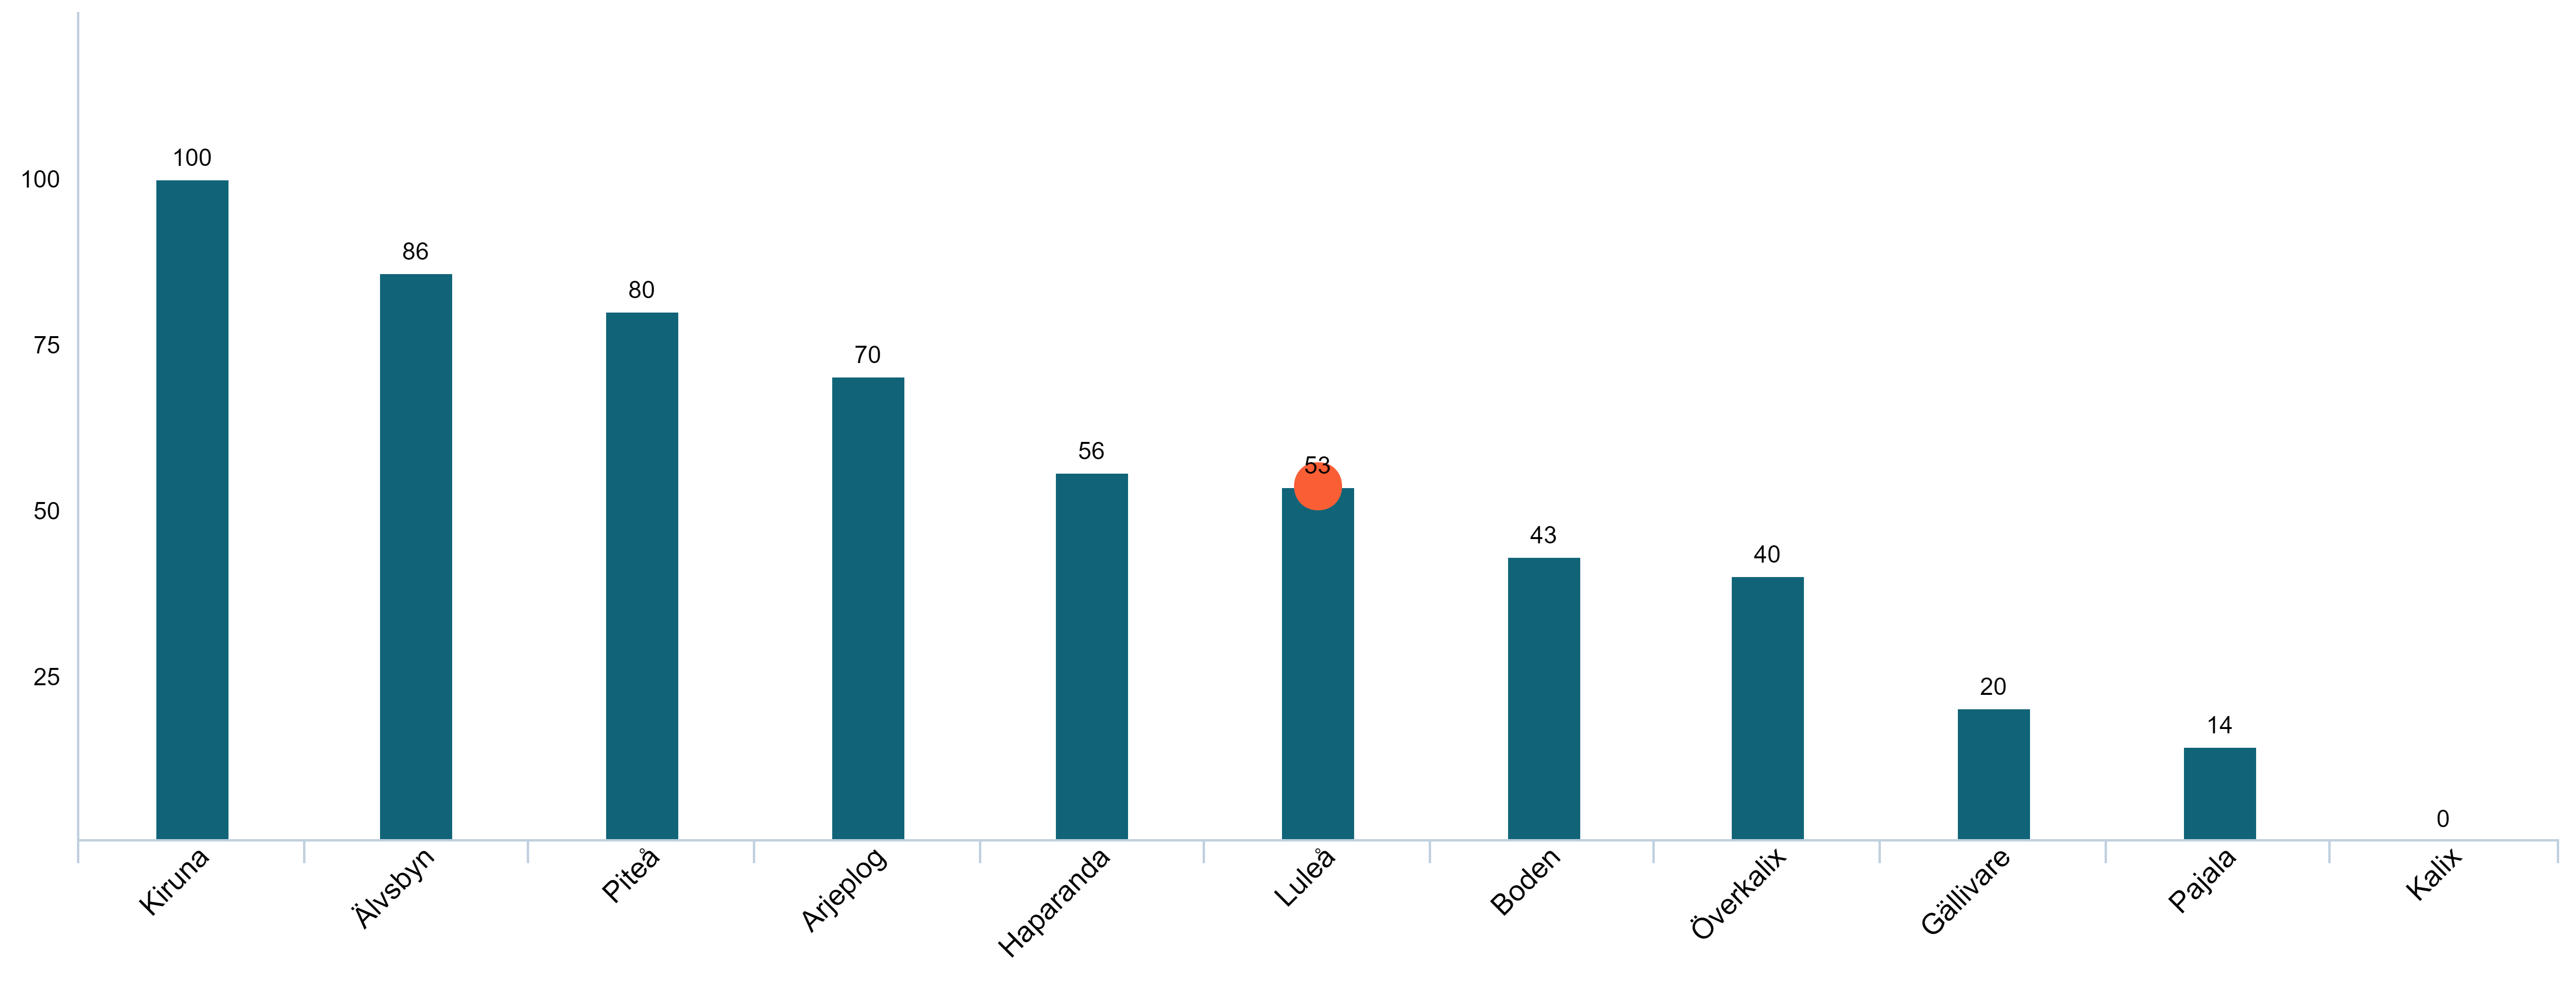 100
75
50
25
100
86
80
70
56
53
43
40
20
14
0
Kiruna
Älvsbyn
Piteå
Arjeplog
Haparanda
Luleå
Boden
Överkalix
Gällivare
Pajala
Kalix